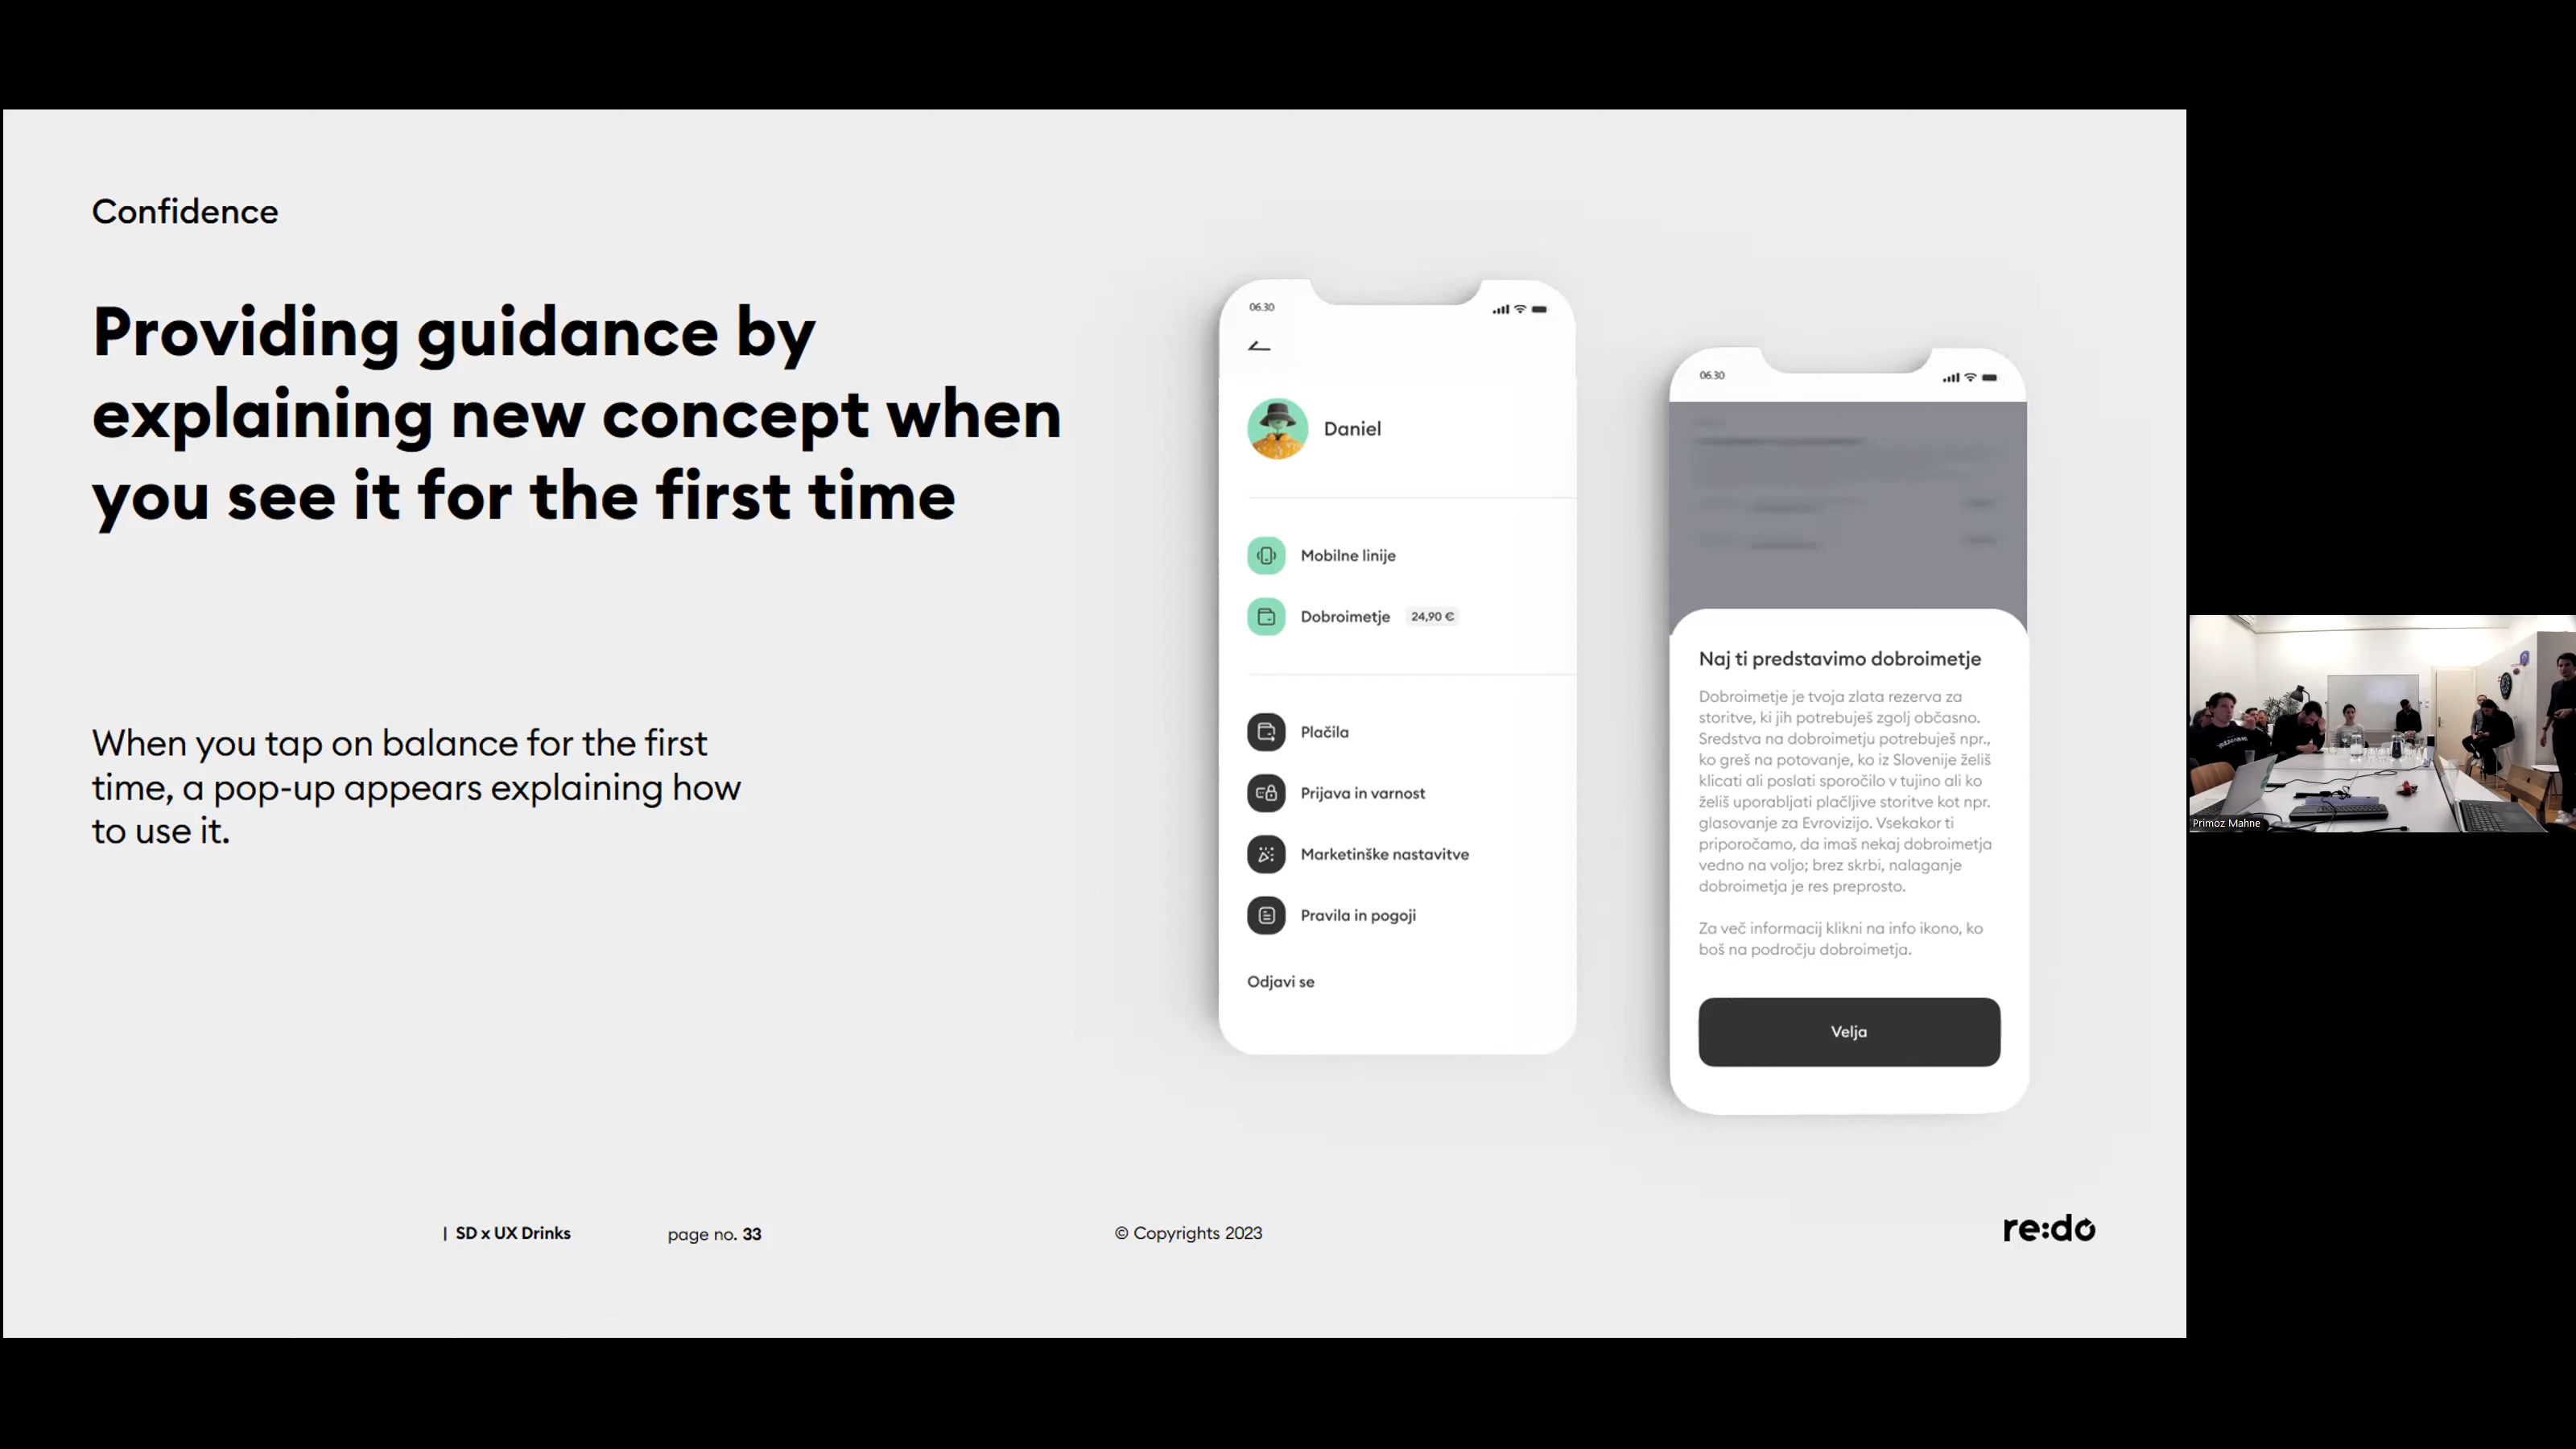 Confidence
Providing guidance by
explaining new concept when
you see it for the first time
When you tap on balance for the first
time, a pop-up appears explaining how
to use it.
06.30
Daniel
Mobilne linije
Dobroimetje 24,90 €
Plačila
Prijava in varnost
Marketinške nastavitve
Pravila in pogoji
Odjavi se
06.30
Naj ti predstavimo dobroimetje
Dobroimetje je tvoja zlata rezerva za
storitve, ki jih potrebuješ zgolj občasno.
Sredstva na dobroimetju potrebuješ npr.,
ko greš na potovanje, ko iz Slovenije želiš
klicati ali poslati sporočilo v tujino ali ko
želiš uporabljati plačljive storitve kot npr.
glasovanje za Evrovizijo. Vsekakor ti
priporočamo, da imaš nekaj dobroimetja
vedno na voljo; brez skrbi, nalaganje
dobroimetja je res preprosto.
Za več informacij klikni na info ikono, ko
boš na področju dobroimetja.
Velja
| SD x UX Drinks
page no. 33
© Copyrights 2023
re:do
Primoz Mahne